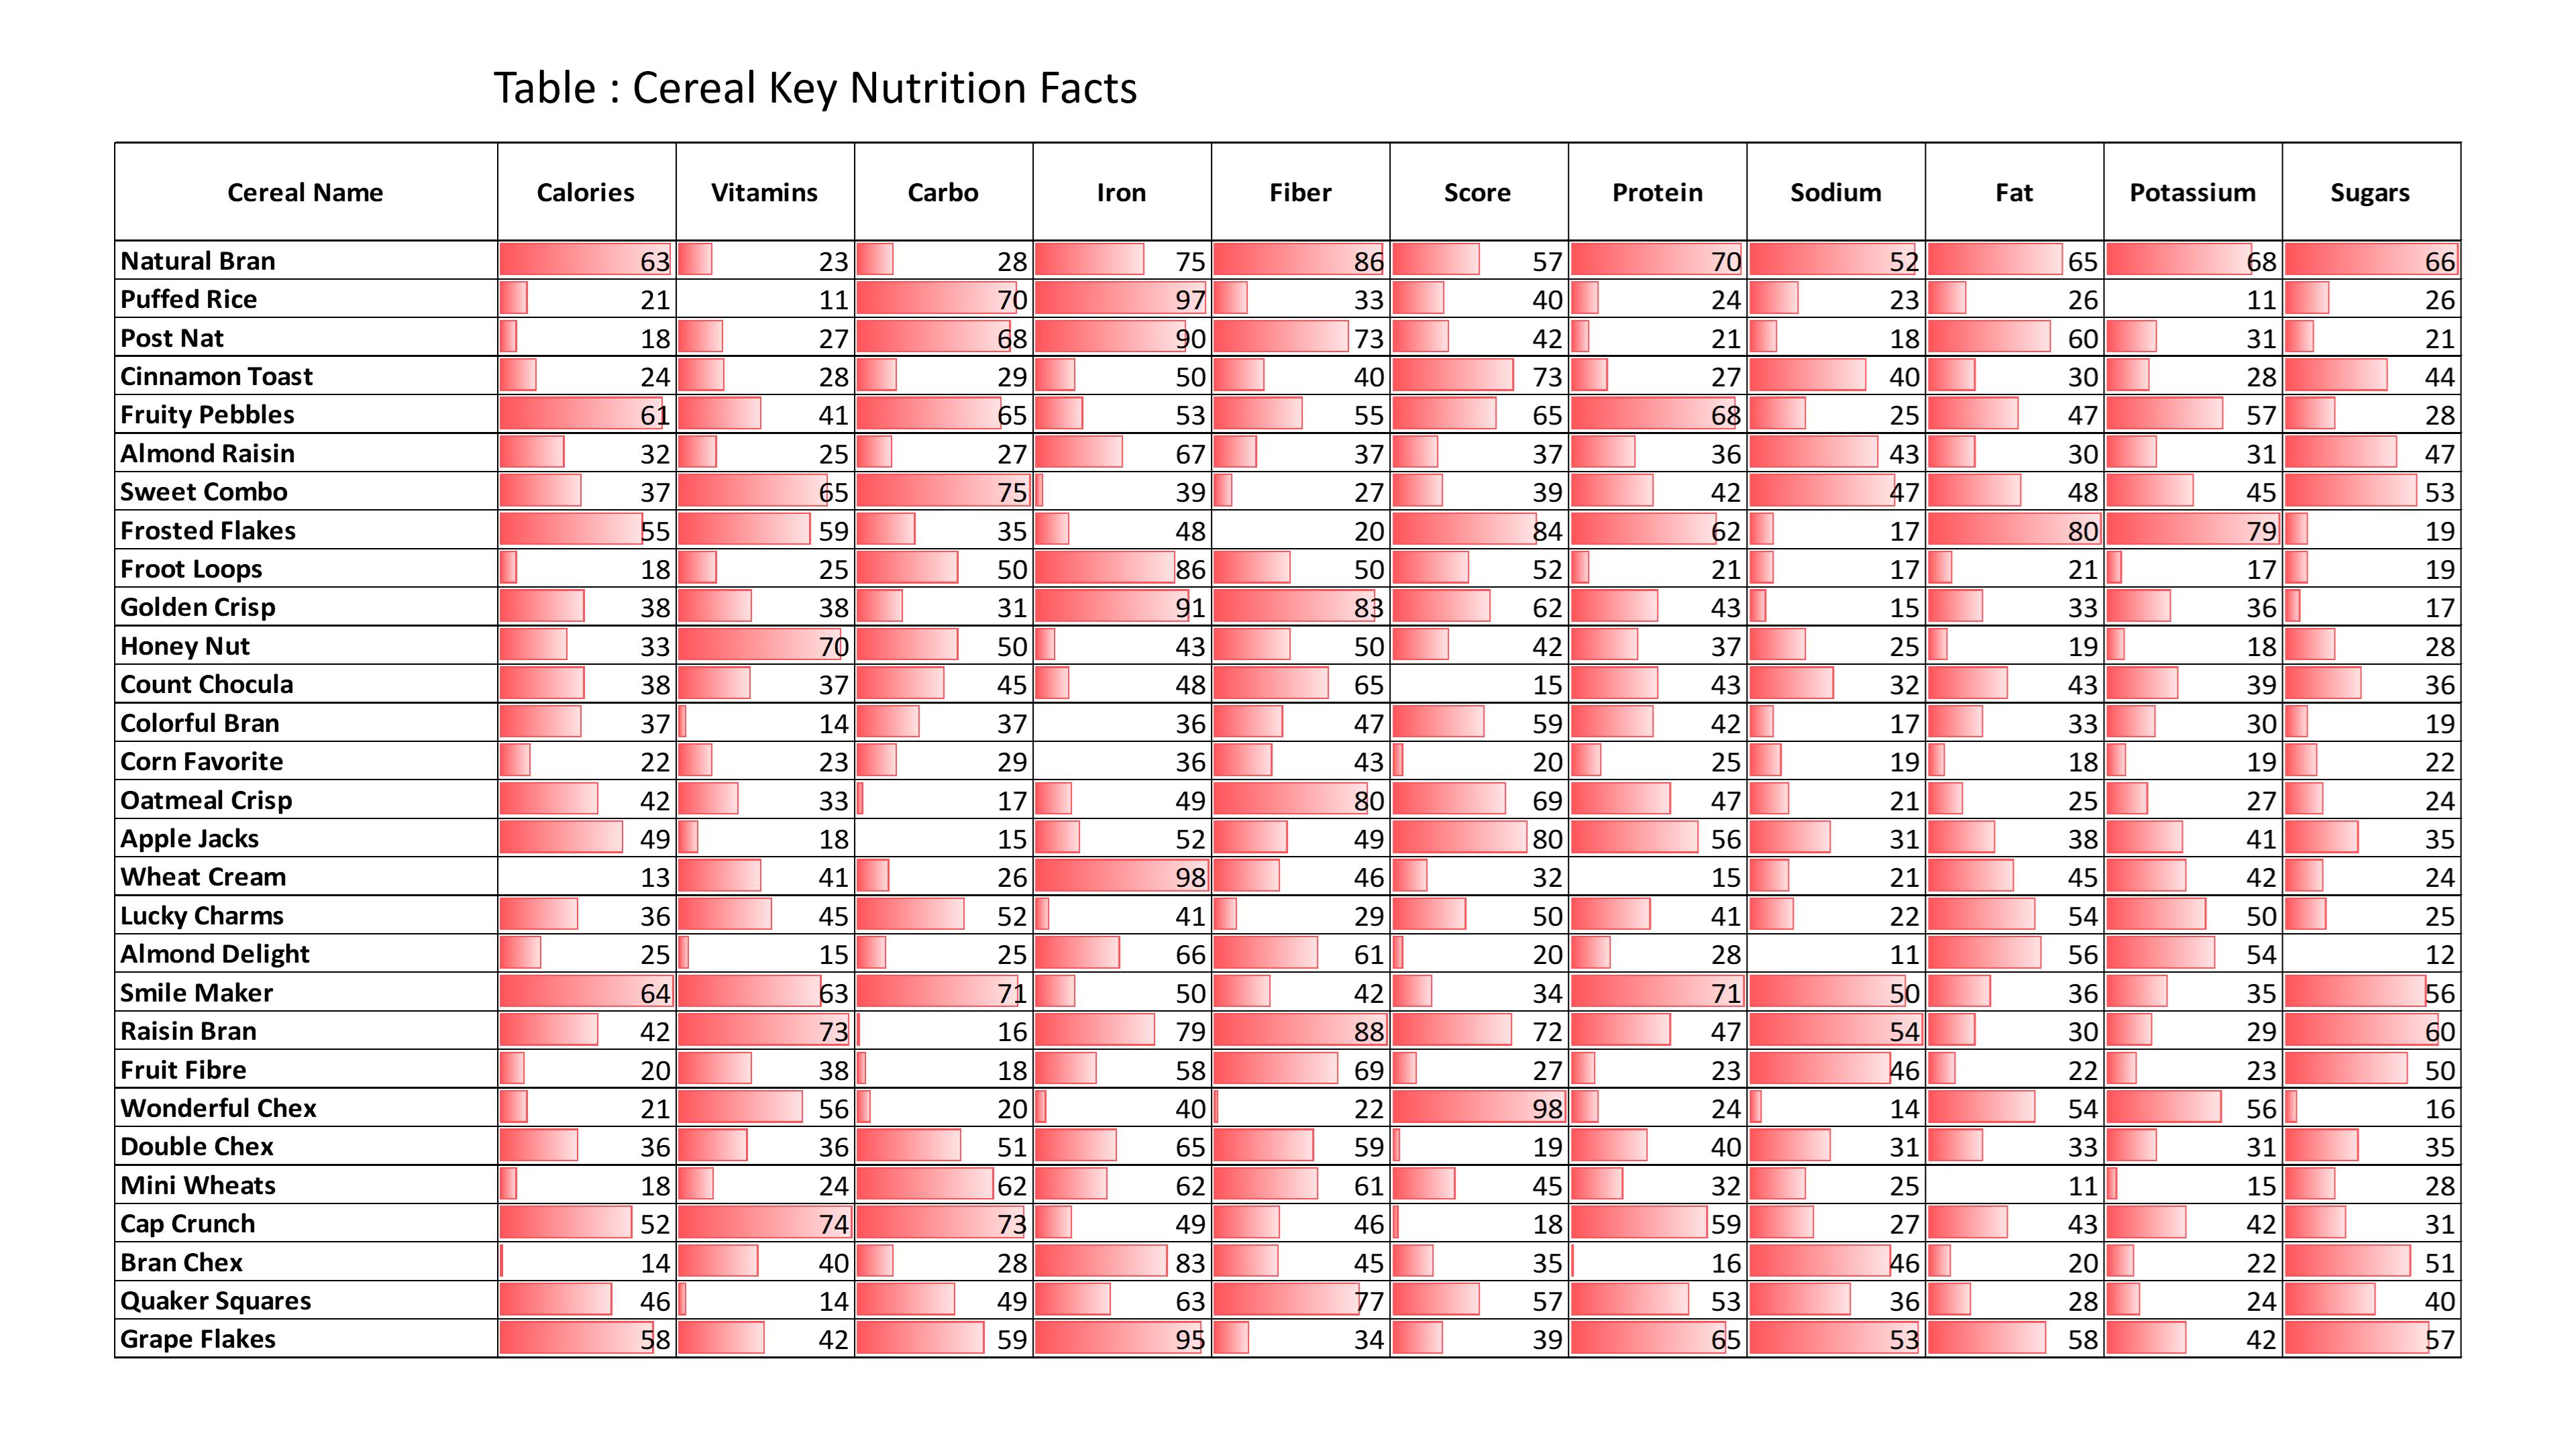 Table : Cereal Key Nutrition Facts
Cereal Name Calories Vitamins Carbo Iron Fiber Score Protein Sodium Fat Potassium Sugars
Natural Bran 63 23 28 75 86 57 70 52 65 68 66
Puffed Rice 21 11 70 97 33 40 24 23 26 11 26
Post Nat 18 27 68 90 73 42 21 18 60 31 21
Cinnamon Toast 24 28 29 50 40 73 27 40 30 28 44
Fruity Pebbles 61 41 65 53 55 65 68 25 47 57 28
Almond Raisin 32 25 27 67 37 37 36 43 30 31 47
Sweet Combo 37 65 75 39 27 39 42 47 48 45 53
Frosted Flakes 55 59 35 48 20 84 62 17 80 79 19
Froot Loops 18 25 50 86 50 52 21 17 21 17 19
Golden Crisp 38 38 31 91 83 62 43 15 33 36 17
Honey Nut 33 70 50 43 50 42 37 25 19 18 28
Count Chocula 38 37 45 48 65 15 43 32 43 39 36
Colorful Bran 37 14 37 36 47 59 42 17 33 30 19
Corn Favorite 22 23 29 36 43 20 25 19 18 19 22
Oatmeal Crisp 42 33 17 49 80 69 47 21 25 27 24
Apple Jacks 49 18 15 52 49 80 56 31 38 41 35
Wheat Cream 13 41 26 98 46 32 15 21 45 42 24
Lucky Charms 36 45 52 41 29 50 41 22 54 50 25
Almond Delight 25 15 25 66 61 20 28 11 56 54 12
Smile Maker 64 63 71 50 42 34 71 50 36 35 56
Raisin Bran 42 73 16 79 88 72 47 54 30 29 60
Fruit Fibre 20 38 18 58 69 27 23 46 22 23 50
Wonderful Chex 21 56 20 40 22 98 24 14 54 56 16
Double Chex 36 36 51 65 59 19 40 31 33 31 35
Mini Wheats 18 24 62 62 61 45 32 25 11 15 28
Cap Crunch 52 74 73 49 46 18 59 27 43 42 31
Bran Chex 14 40 28 83 45 35 16 46 20 22 51
Quaker Squares 46 14 49 63 77 57 53 36 28 24 40
Grape Flakes 58 42 59 95 34 39 65 53 58 42 57